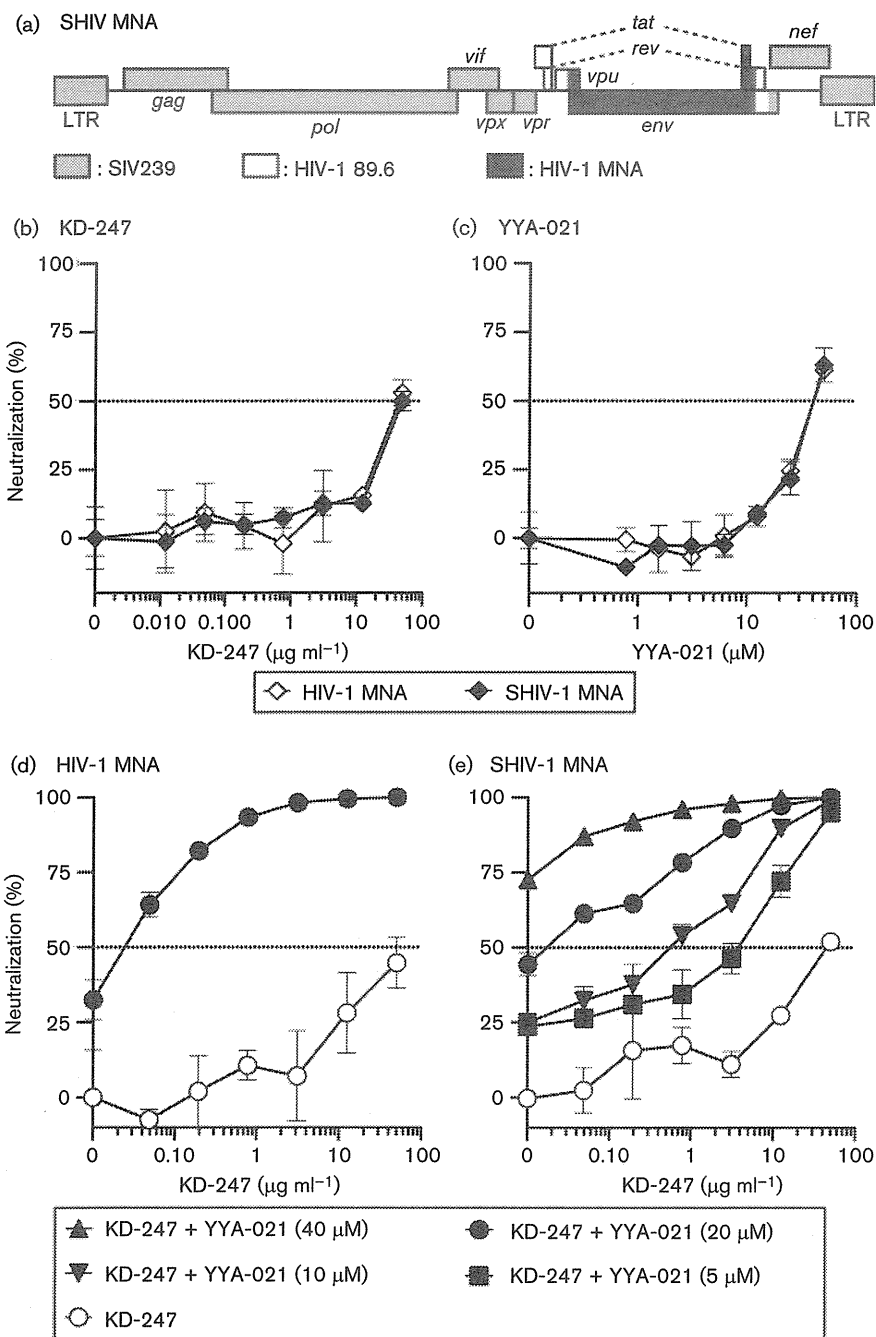 (a) SHIV MNA
tat
nef
vif
rev
vpu
gag
LTR
pol
vpx
vpr
env
LTR
: SIV239
: HIV-1 89.6
: HIV-1 MNA
(b) KD-247
100
75
50
25
0
Neutralization (%)
0 0.010 0.100 1 10 100
KD-247 (μg ml⁻¹)
(c) YYA-021
100
75
50
25
0
0 1 10 100
YYA-021 (μM)
HIV-1 MNA SHIV-1 MNA
(d) HIV-1 MNA
100
75
50
25
0
Neutralization (%)
0 0.10 1 10 100
KD-247 (μg ml⁻¹)
(e) SHIV-1 MNA
100
75
50
25
0
0 0.10 1 10 100
KD-247 (μg ml⁻¹)
KD-247 + YYA-021 (40 μM)
KD-247 + YYA-021 (20 μM)
KD-247 + YYA-021 (10 μM)
KD-247 + YYA-021 (5 μM)
KD-247